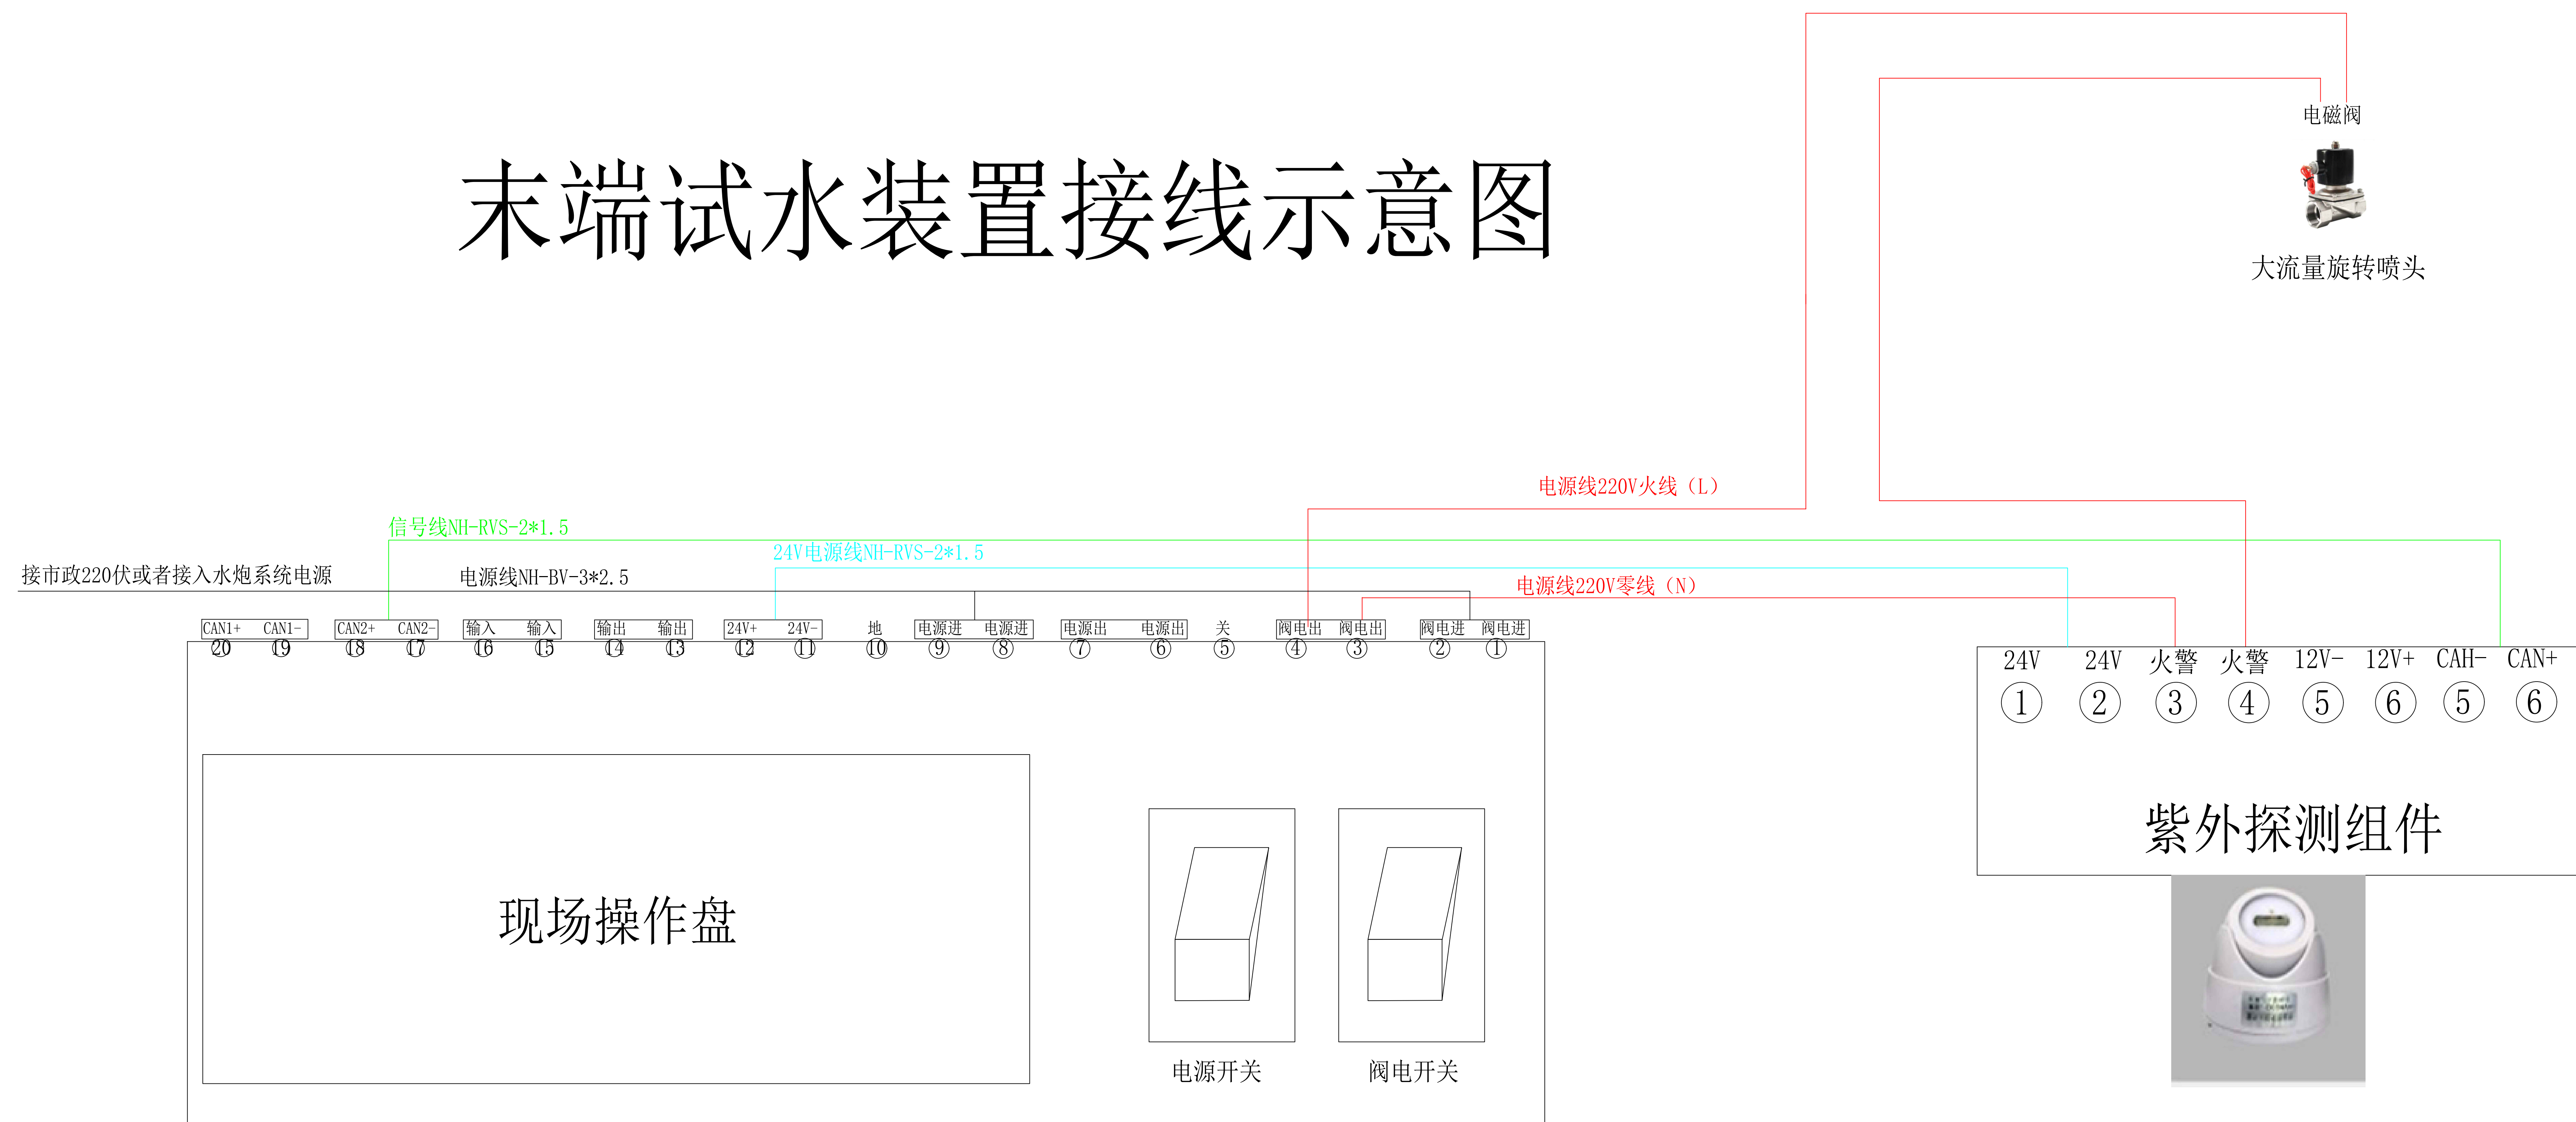 电磁阀
末端试水装置接线示意图
大流量旋转喷头
电源线220V火线（L）
信号线NH-RVS-2*1.5
24V电源线NH-RVS-2*1.5
接市政220伏或者接入水炮系统电源
电源线NH-BV-3*2.5
电源线220V零线（N）
CAN1+ CAN1- CAN2+ CAN2- 输入 输入 输出 输出 24V+ 24V- 地 电源进 电源进 电源出 电源出 关 阀电出 阀电出 阀电进 阀电进
20 19 18 17 16 15 14 13 12 11 10 9 8 7 6 5 4 3 2 1
24V 24V 火警 火警 12V- 12V+ CAH- CAN+
1 2 3 4 5 6 5 6
紫外探测组件
现场操作盘
电源开关
阀电开关